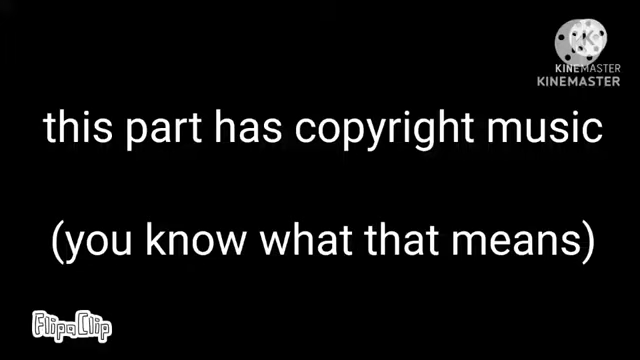 KINEMASTER
KINEMASTER
this part has copyright music
(you know what that means)
FlipaClip